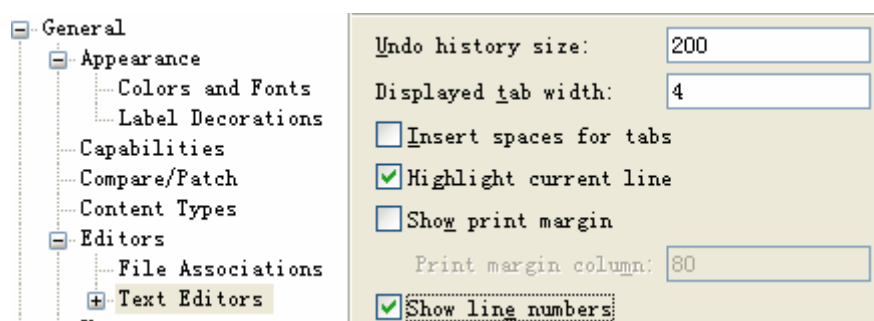 General
Appearance
Colors and Fonts
Label Decorations
Capabilities
Compare/Patch
Content Types
Editors
File Associations
Text Editors
Undo history size: 200
Displayed tab width: 4
Insert spaces for tabs
Highlight current line
Show print margin
Print margin column: 80
Show line numbers